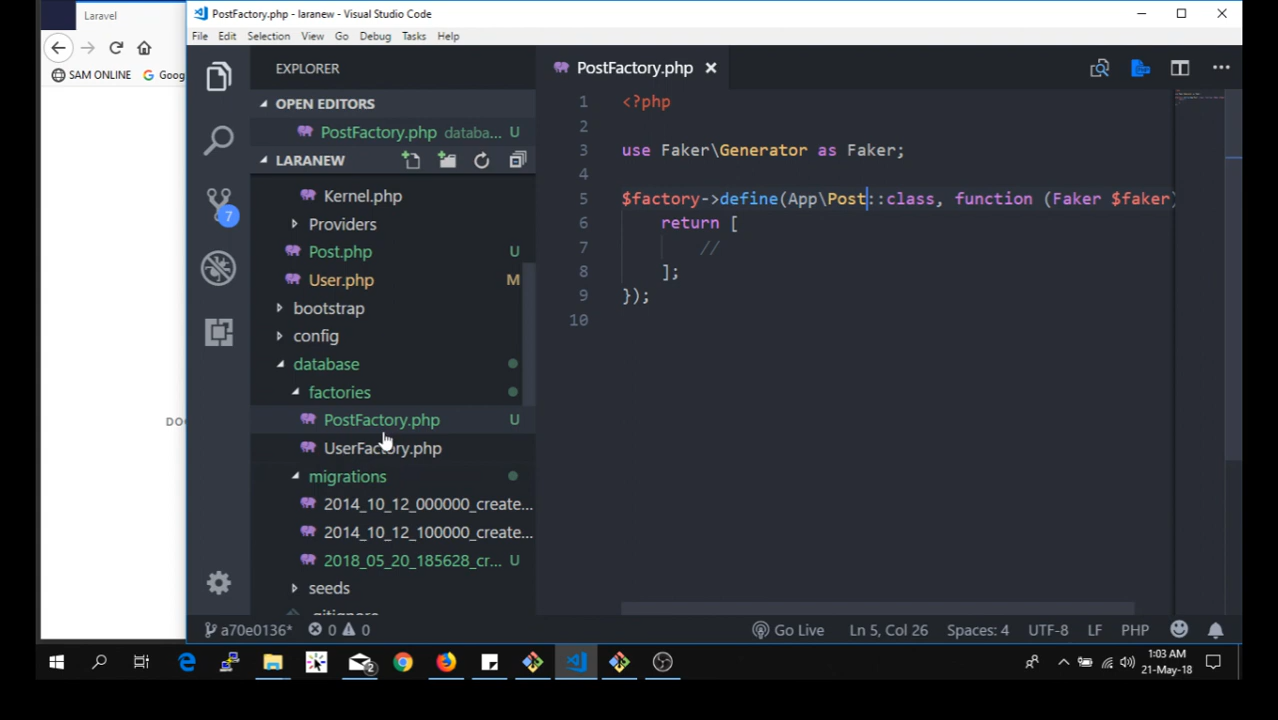 Laravel
PostFactory.php - laranew - Visual Studio Code
File Edit Selection View Go Debug Tasks Help
SAM ONLINE Goog
EXPLORER
PostFactory.php
OPEN EDITORS
PostFactory.php databa... U
LARANEW
Kernel.php
Providers
Post.php U
User.php M
bootstrap
config
database
factories
PostFactory.php U
UserFactory.php
migrations
2014_10_12_000000_create...
2014_10_12_100000_create...
2018_05_20_185628_cr... U
seeds
.gitignore
7
DOC
1 <?php
2
3 use Faker\Generator as Faker;
4
5 $factory->define(App\Post::class, function (Faker $faker)
6 return [
7 //
8 ];
9 });
10
a70e0136* 0 0 Go Live Ln 5, Col 26 Spaces: 4 UTF-8 LF PHP
2
1:03 AM
21-May-18